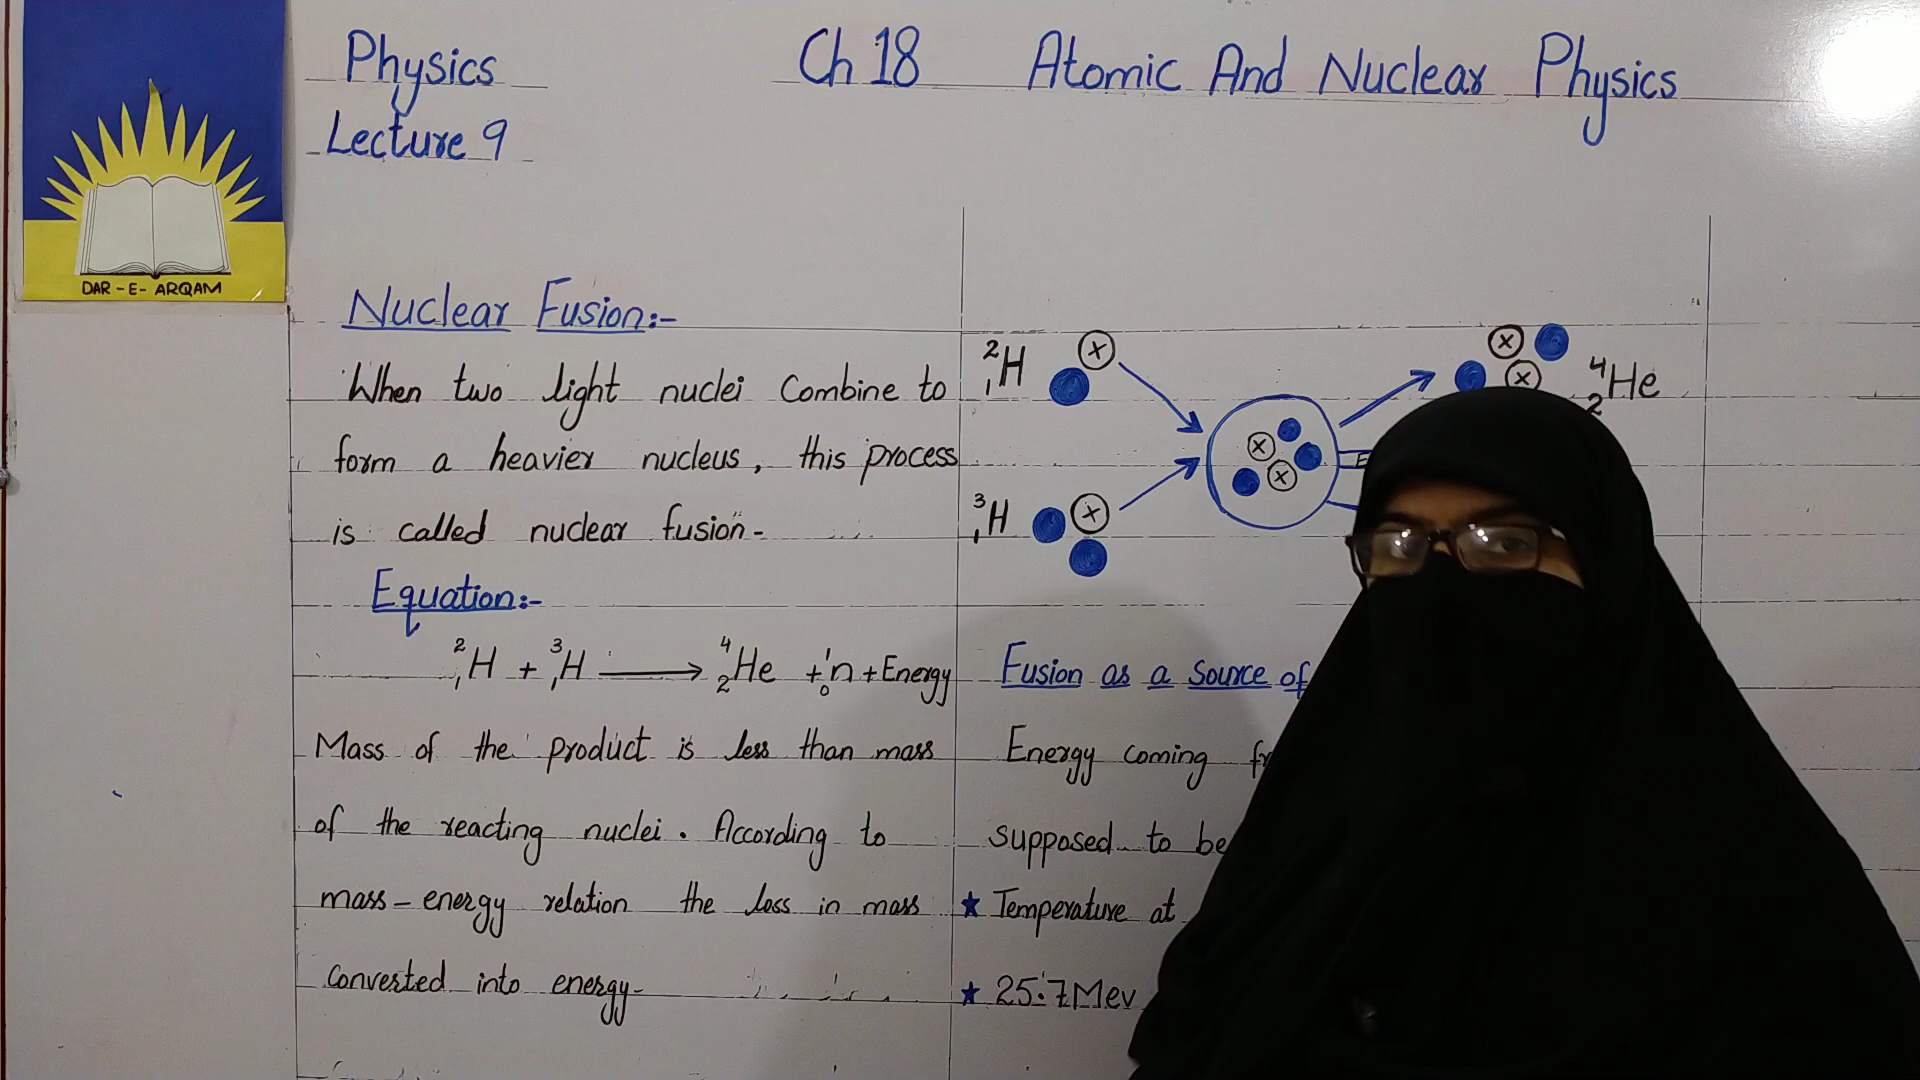 Physics Ch 18 Atomic And Nuclear Physics
Lecture 9
DAR-E-ARQAM
Nuclear Fusion:-
When two light nuclei Combine to
form a heavier nucleus, this process
is called nuclear fusion-
Equation:-
²₁H + ³₁H ⟶ ⁴₂He + ¹₀n + Energy
Mass of the product is less than mass
of the reacting nuclei. According to
mass-energy relation the loss in mass
converted into energy-
²₁H
⁴₂He
³₁H
Fusion as a Source of
Energy coming
supposed to be
★ Temperature at
★ 25.7Mev